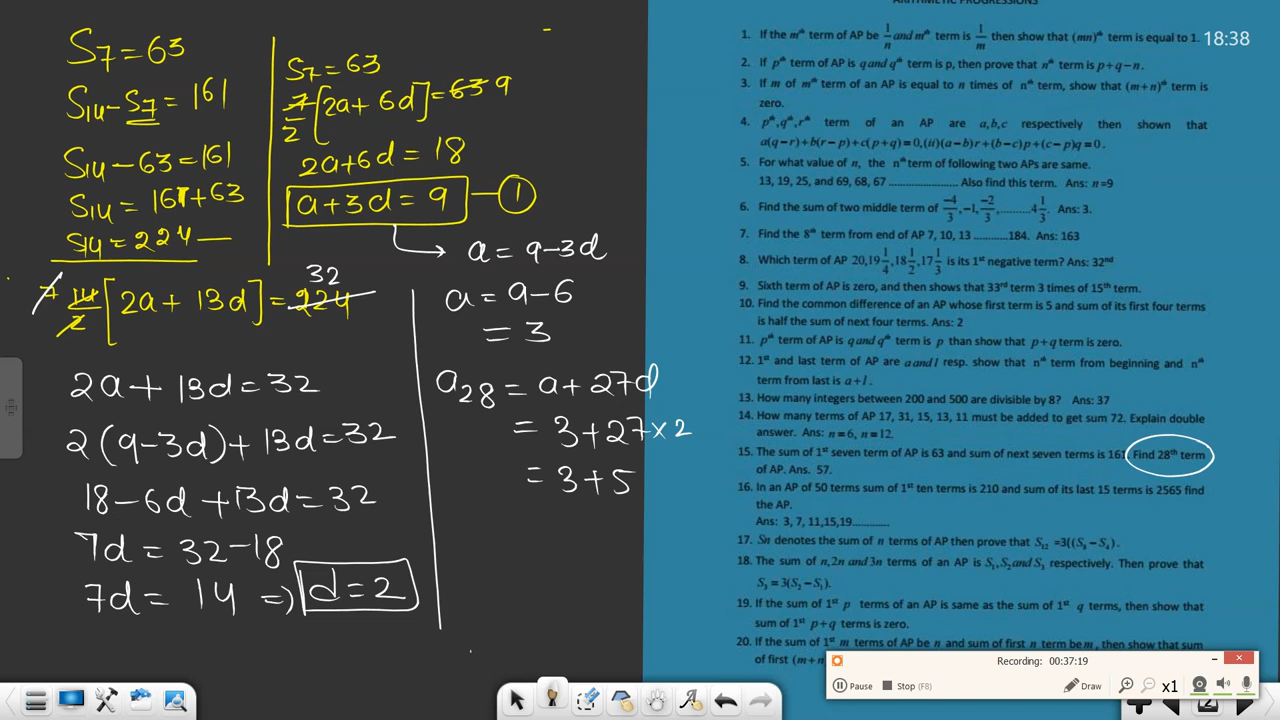 S7 = 63
S14 - S7 = 161
S14 - 63 = 161
S14 = 161 + 63
S14 = 224
14/2 [2a + 13d] = 224
7
32
2a + 13d = 32
2(9-3d) + 13d = 32
18 - 6d + 13d = 32
7d = 32 - 18
7d = 14 => d = 2
S7 = 63
7/2 [2a + 6d] = 63 9
2a + 6d = 18
a + 3d = 9 — 1
a = 9 - 3d
a = 9 - 6
= 3
a28 = a + 27d
= 3 + 27 × 2
= 3 + 5
ARITHMETIC PROGRESSIONS
18:38
1. If the mth term of AP be 1/n and mth term is 1/m then show that (mn)th term is equal to 1.
2. If pth term of AP is q and qth term is p, then prove that nth term is p+q-n.
3. If m of mth term of an AP is equal to n times of nth term, show that (m+n)th term is
zero.
4. pth, qth, rth term of an AP are a,b,c respectively then shown that
a(q-r)+b(r-p)+c(p+q)=0,(ii)(a-b)r+(b-c)p+(c-p)q=0.
5. For what value of n, the nth term of following two APs are same.
13, 19, 25, and 69, 68, 67 ........................ Also find this term. Ans: n=9
6. Find the sum of two middle term of -4/3, -1, -2/3, .........4 1/3. Ans: 3.
7. Find the 8th term from end of AP 7, 10, 13 ............184. Ans: 163
8. Which term of AP 20,19 1/4, 18 1/2, 17 1/3 is its 1st negative term? Ans: 32nd
9. Sixth term of AP is zero, and then shows that 33rd term 3 times of 15th term.
10. Find the common difference of an AP whose first term is 5 and sum of its first four terms
is half the sum of next four terms. Ans: 2
11. pth term of AP is q and qth term is p than show that p+q term is zero.
12. 1st and last term of AP are a and l resp. show that nth term from beginning and nth
term from last is a+l.
13. How many integers between 200 and 500 are divisible by 8? Ans: 37
14. How many terms of AP 17, 31, 15, 13, 11 must be added to get sum 72. Explain double
answer. Ans: n=6, n=12.
15. The sum of 1st seven term of AP is 63 and sum of next seven terms is 161. Find 28th term
of AP. Ans. 57.
16. In an AP of 50 terms sum of 1st ten terms is 210 and sum of its last 15 terms is 2565 find
the AP.
Ans: 3, 7, 11,15,19............
17. Sn denotes the sum of n terms of AP then prove that S12 =3((S8-S4).
18. The sum of n,2n and 3n terms of an AP is S1,S2 and S3 respectively. Then prove that
S3 = 3(S2-S1).
19. If the sum of 1st p terms of an AP is same as the sum of 1st q terms, then show that
sum of 1st p+q terms is zero.
20. If the sum of 1st m terms of AP be n and sum of first n term be m, then show that sum
of first (m+n
Recording: 00:37:19
Pause Stop (F8) Draw x1
2